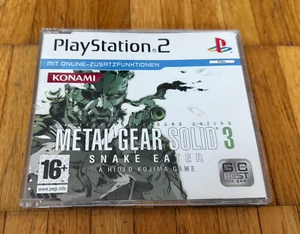 PlayStation 2
MIT ONLINE-ZUSATZFUNKTIONEN
PAL
KONAMI
METAL GEAR SOLID 3
SNAKE EATER
A HIDEO KOJIMA GAME
16+
www.pegi.info